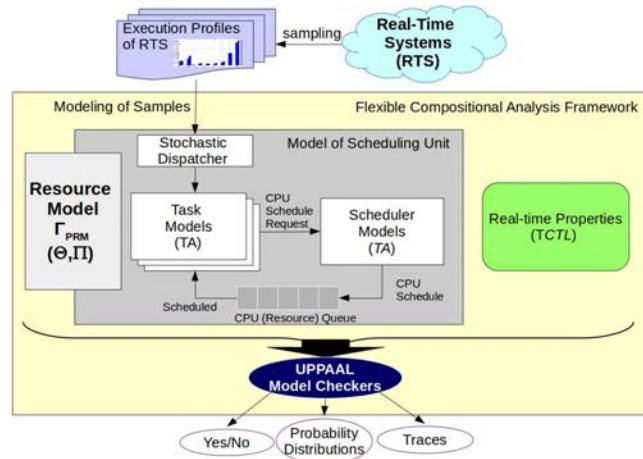 Execution Profiles
of RTS
sampling
Real-Time
Systems
(RTS)
Modeling of Samples
Flexible Compositional Analysis Framework
Stochastic
Dispatcher
Model of Scheduling Unit
Resource
Model
ΓPRM
(Θ,Π)
Task
Models
(TA)
CPU
Schedule
Request
Scheduler
Models
(TA)
Real-time Properties
(TCTL)
Scheduled
CPU
Schedule
CPU (Resource) Queue
UPPAAL
Model Checkers
Yes/No
Probability
Distributions
Traces